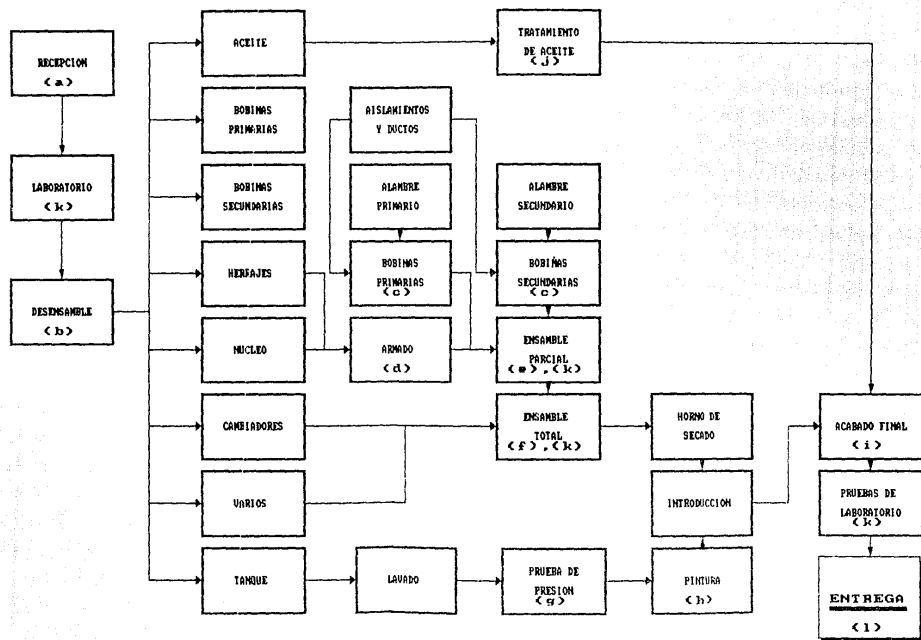 RECEPCION
(a)
LABORATORIO
(k)
DESENSAMBLE
(b)
ACEITE
BOBINAS
PRIMARIAS
BOBINAS
SECUNDARIAS
HERRAJES
NUCLEO
CAMBIADORES
VARIOS
TANQUE
AISLAMIENTOS
Y DUCTOS
ALAMBRE
PRIMARIO
BOBINAS
PRIMARIAS
(c)
ARMADO
(d)
LAVADO
TRATAMIENTO
DE ACEITE
(j)
ALAMBRE
SECUNDARIO
BOBINAS
SECUNDARIAS
(c)
ENSAMBLE
PARCIAL
(e),(k)
ENSAMBLE
TOTAL
(f),(k)
PRUEBA DE
PRESION
(g)
HORNO DE
SECADO
INTRODUCCION
PINTURA
(h)
ACABADO FINAL
(i)
PRUEBAS DE
LABORATORIO
(k)
ENTREGA
(l)